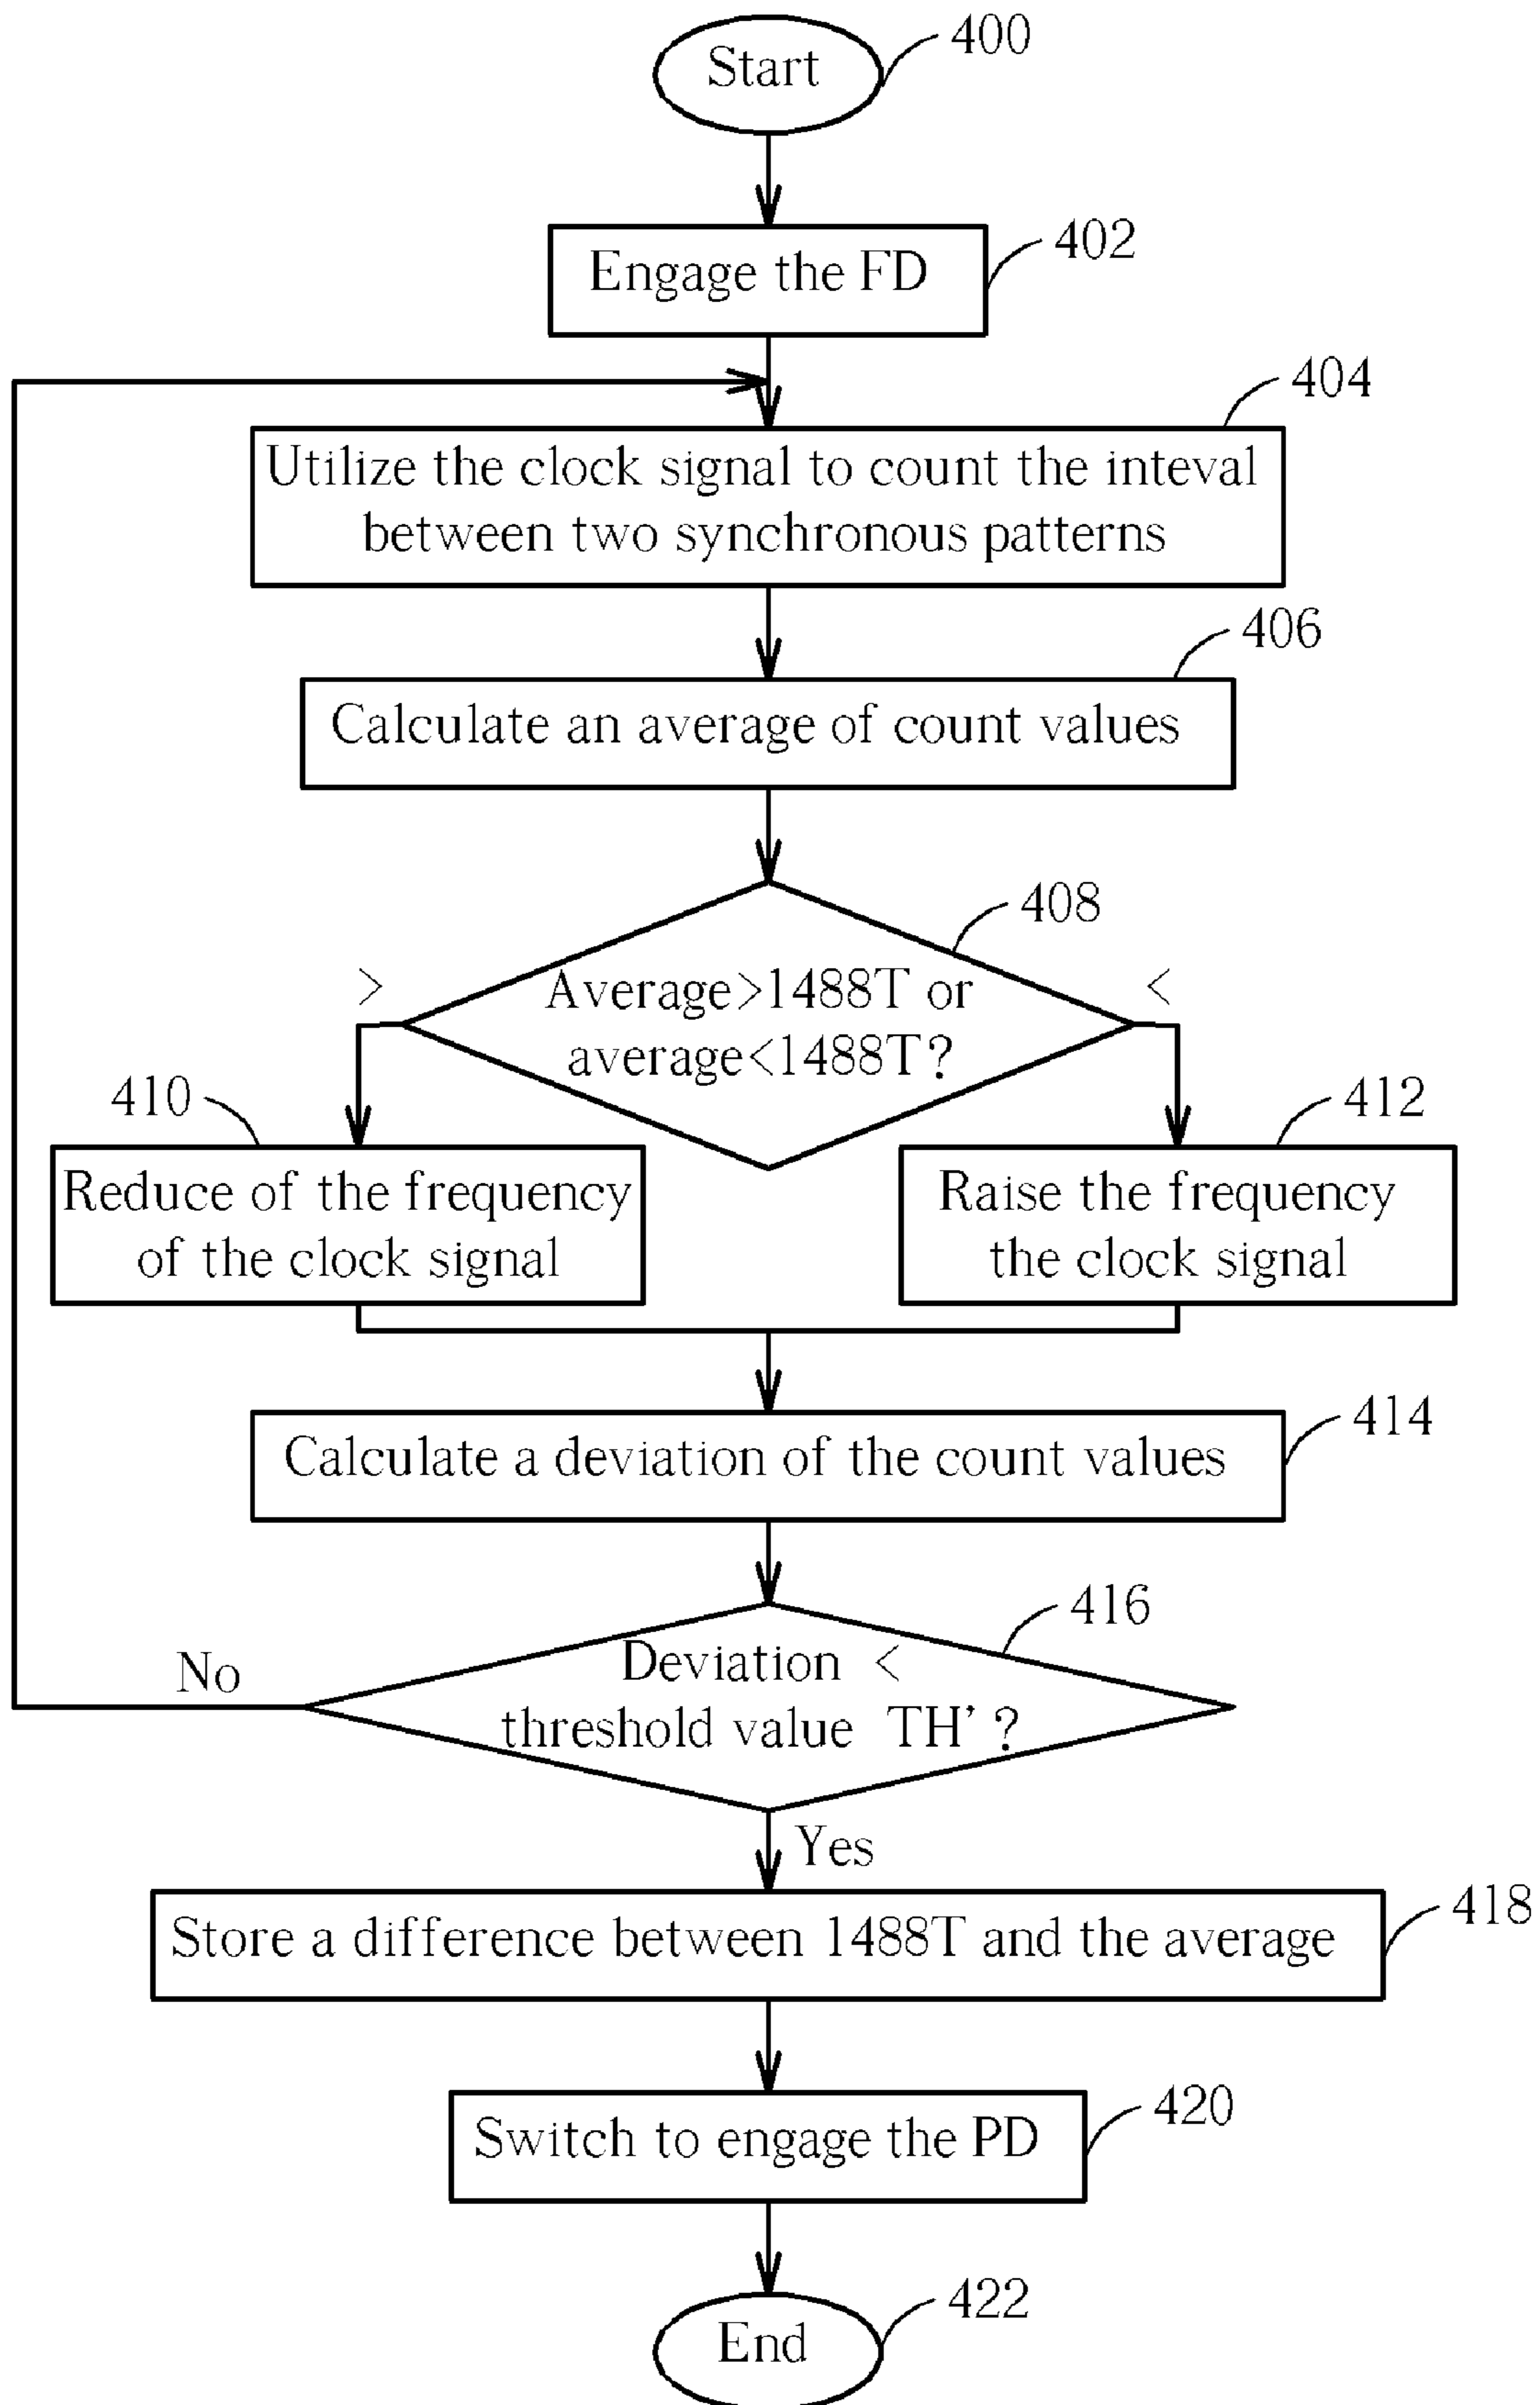 Start
400
Engage the FD
402
404
Utilize the clock signal to count the inteval
between two synchronous patterns
406
Calculate an average of count values
408
>
Average>1488T or
<
average<1488T?
410
412
Reduce of the frequency
of the clock signal
Raise the frequency
the clock signal
414
Calculate a deviation of the count values
416
Deviation <
threshold value TH' ?
No
Yes
418
Store a difference between 1488T and the average
420
Switch to engage the PD
422
End